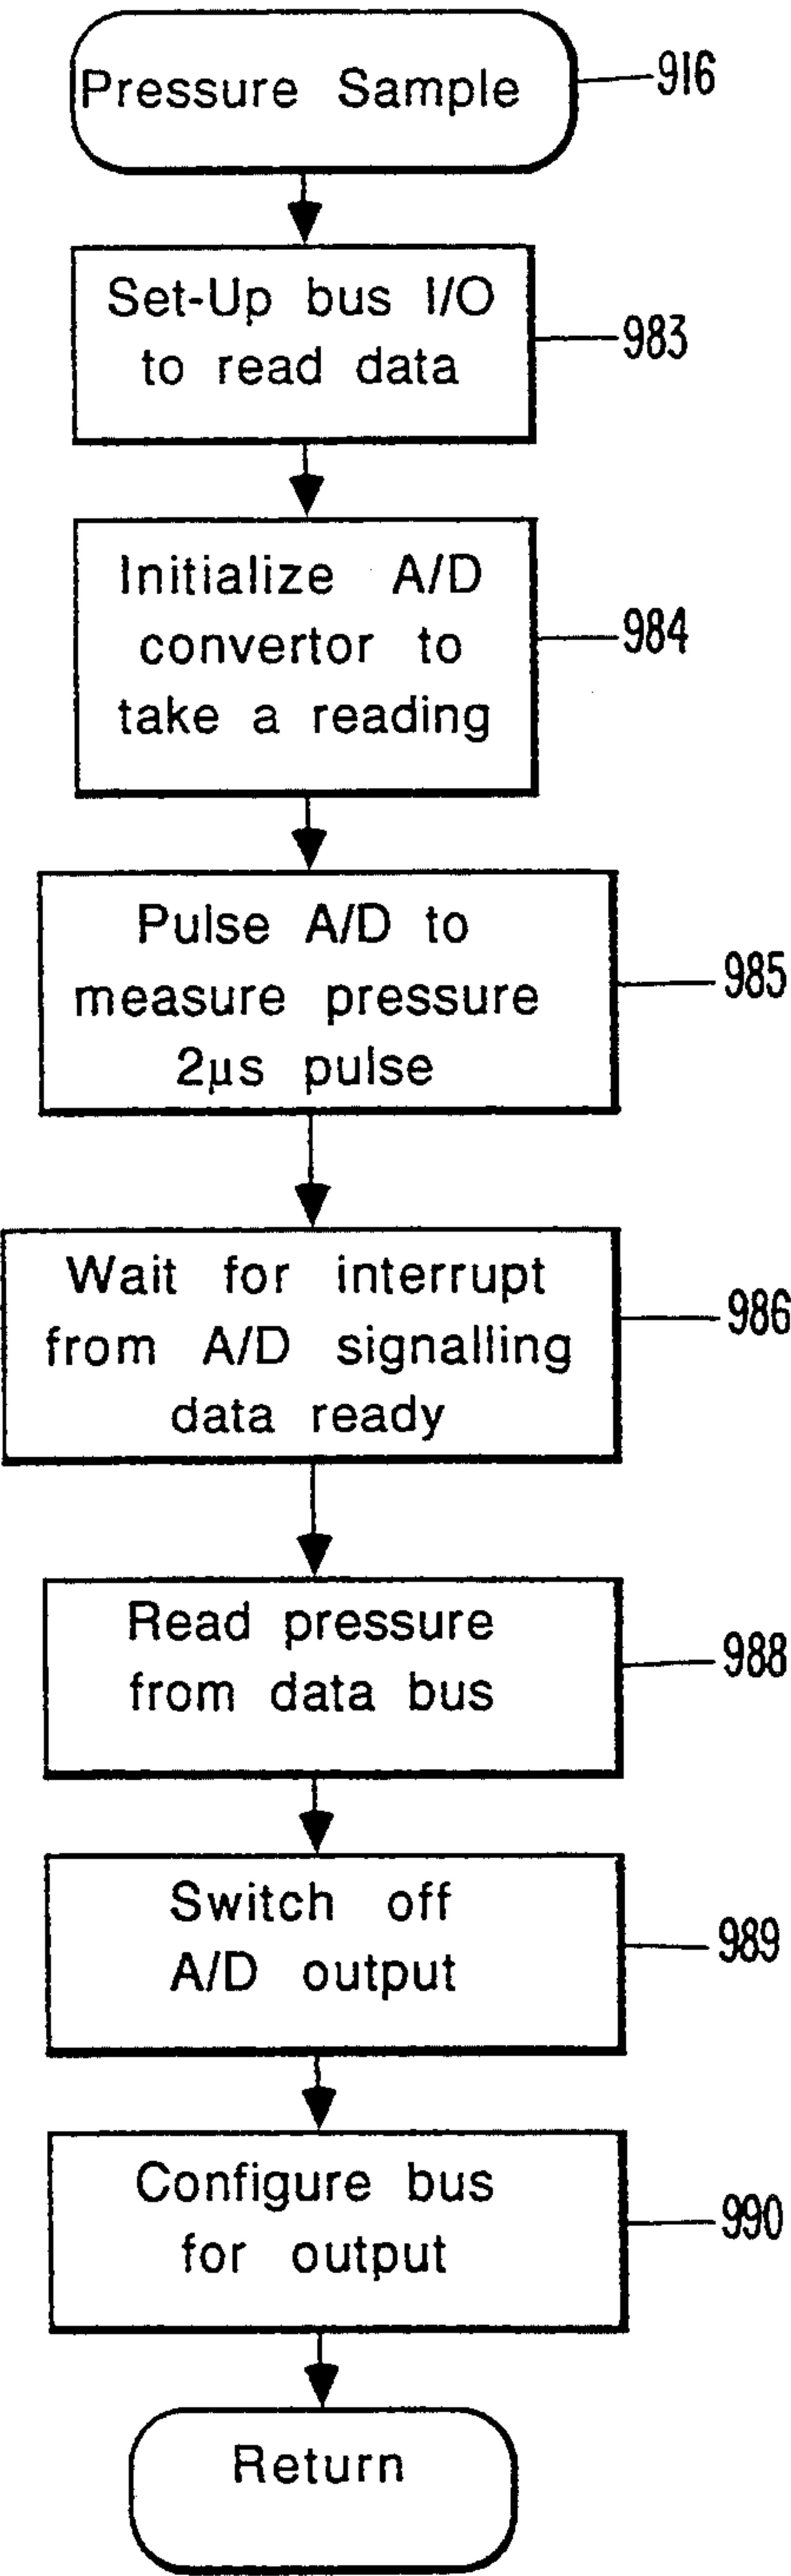 Pressure Sample
916
Set-Up bus I/O
to read data
983
Initialize A/D
convertor to
take a reading
984
Pulse A/D to
measure pressure
2µs pulse
985
Wait for interrupt
from A/D signalling
data ready
986
Read pressure
from data bus
988
Switch off
A/D output
989
Configure bus
for output
990
Return